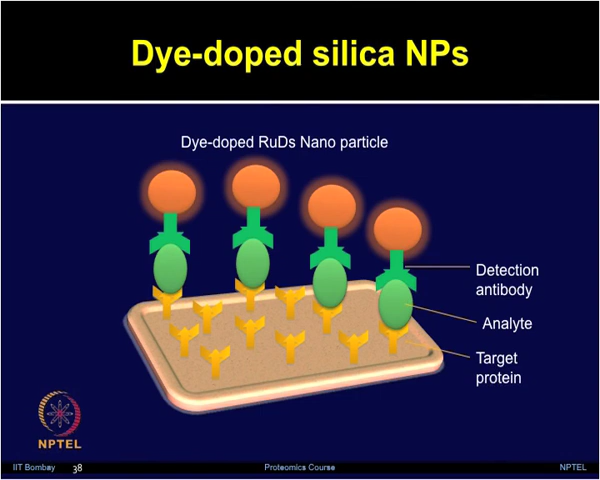 Dye-doped silica NPs
Dye-doped RuDs Nano particle
Detection
antibody
Analyte
Target
protein
NPTEL
IIT Bombay 38 Proteomics Course NPTEL